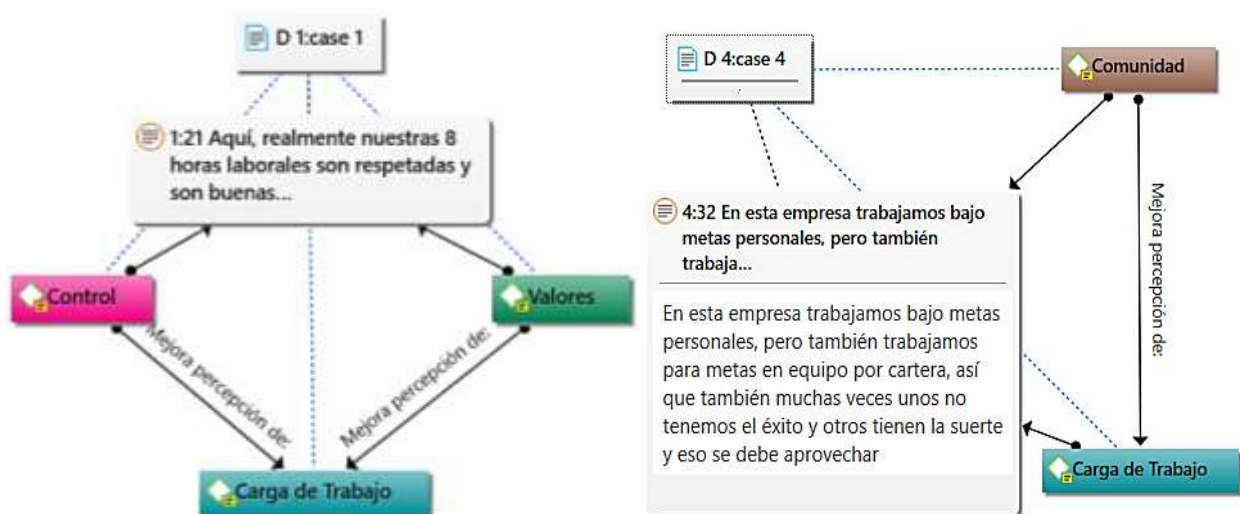 D 1:case 1
1:21 Aquí, realmente nuestras 8
horas laborales son respetadas y
son buenas...
Control
Valores
Mejora percepción de:
Mejora percepción de:
Carga de Trabajo
D 4:case 4
Comunidad
4:32 En esta empresa trabajamos bajo
metas personales, pero también
trabaja...
En esta empresa trabajamos bajo metas
personales, pero también trabajamos
para metas en equipo por cartera, así
que también muchas veces unos no
tenemos el éxito y otros tienen la suerte
y eso se debe aprovechar
Mejora percepción de:
Carga de Trabajo